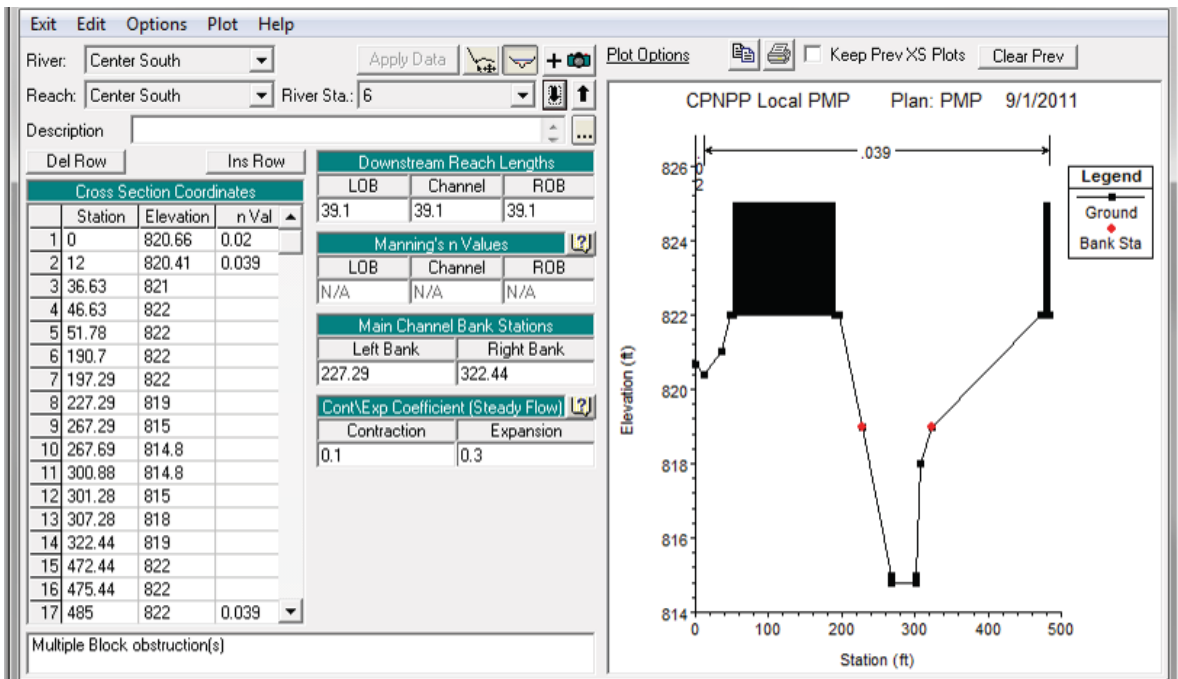 Exit Edit Options Plot Help
River: Center South Apply Data
Reach: Center South River Sta.: 6
Description ...
Del Row Ins Row
Cross Section Coordinates
Station Elevation n Val
1 0 820.66 0.02
2 12 820.41 0.039
3 36.63 821
4 46.63 822
5 51.78 822
6 190.7 822
7 197.29 822
8 227.29 819
9 267.29 815
10 267.69 814.8
11 300.88 814.8
12 301.28 815
13 307.28 818
14 322.44 819
15 472.44 822
16 475.44 822
17 485 822 0.039
Multiple Block obstruction(s)
Downstream Reach Lengths
LOB Channel ROB
39.1 39.1 39.1
Manning's n Values
LOB Channel ROB
N/A N/A N/A
Main Channel Bank Stations
Left Bank Right Bank
227.29 322.44
Cont\Exp Coefficient (Steady Flow)
Contraction Expansion
0.1 0.3
Plot Options Keep Prev XS Plots Clear Prev
CPNPP Local PMP Plan: PMP 9/1/2011
.02
.039
Legend
Ground
Bank Sta
Elevation (ft)
826
824
822
820
818
816
814
0 100 200 300 400 500
Station (ft)